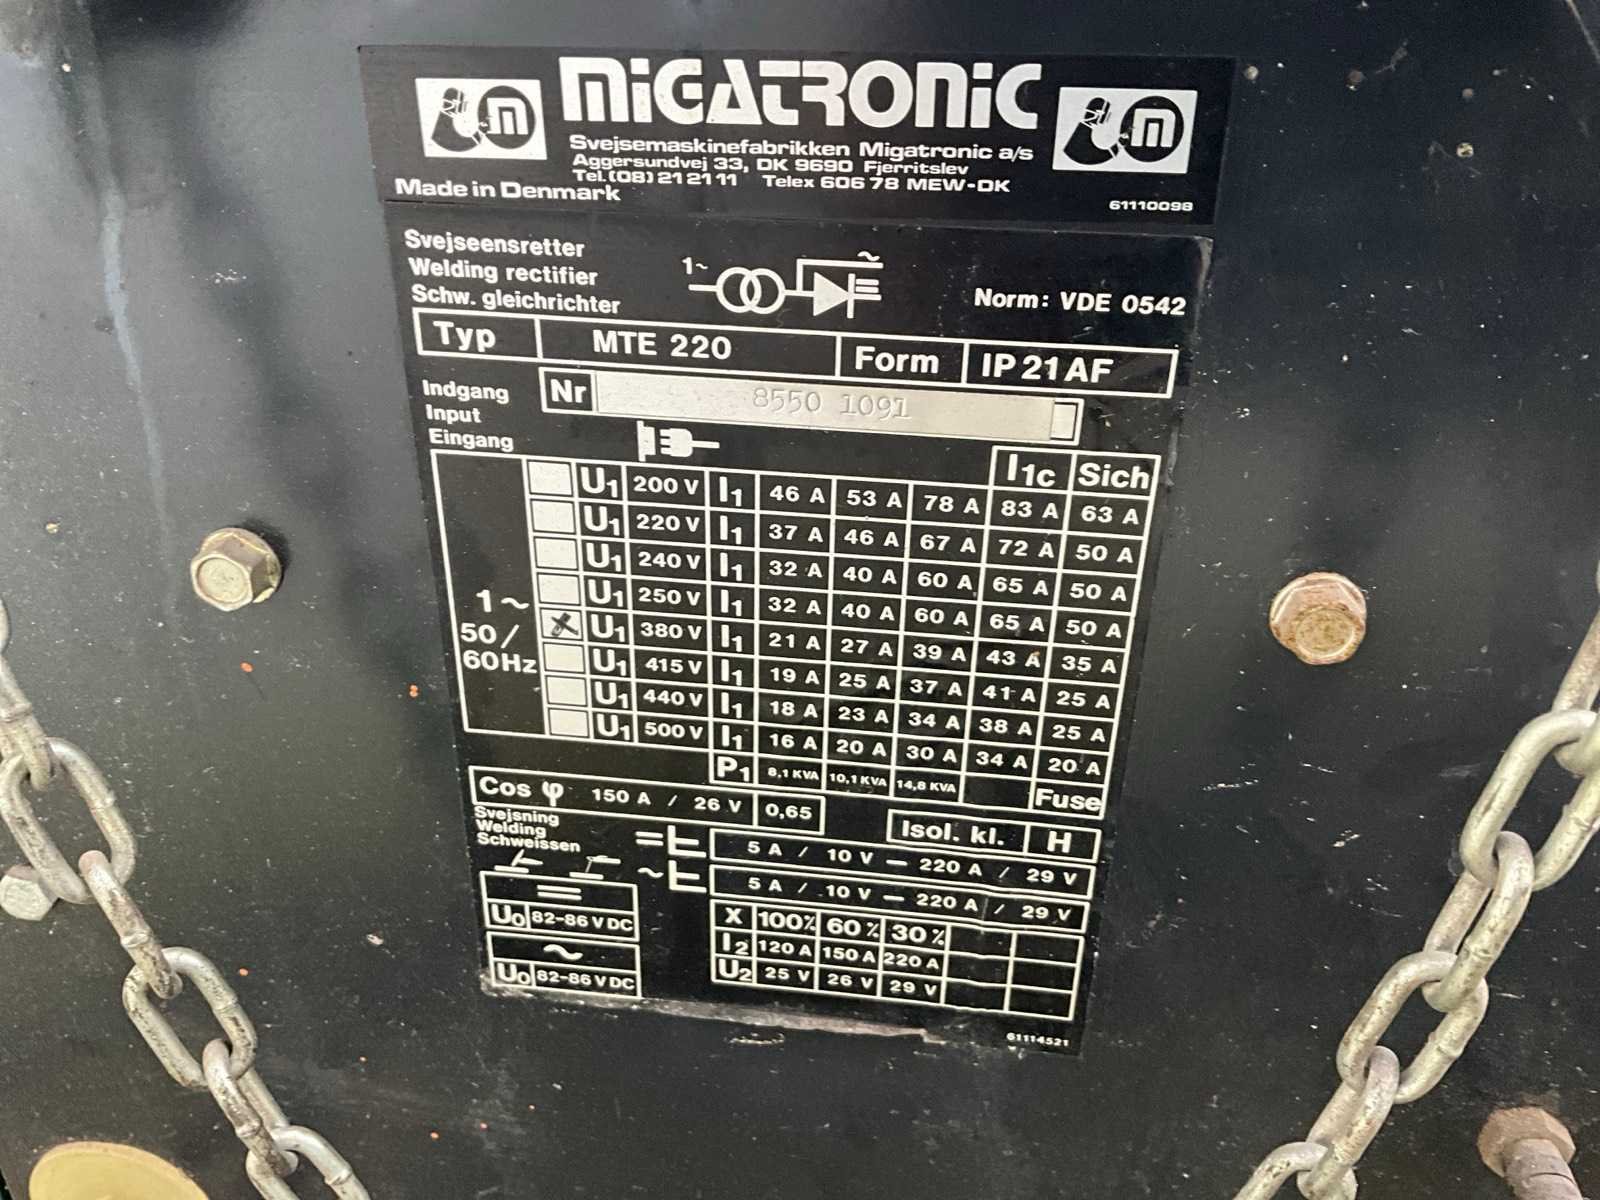 MIGATRONIC
Svejsemaskinefabrikken Migatronic a/s
Aggersundvej 33, DK 9690 Fjerritslev
Tel. (08) 21 21 11 Telex 606 78 MEW-DK
Made in Denmark
61110098
Svejseensretter
Welding rectifier
Schw. gleichrichter
1~
~
Norm: VDE 0542
Typ MTE 220 Form IP 21 AF
Indgang
Input
Eingang
Nr 8550 1091
I1c Sich
U1 200 V I1 46 A 53 A 78 A 83 A 63 A
U1 220 V I1 37 A 46 A 67 A 72 A 50 A
U1 240 V I1 32 A 40 A 60 A 65 A 50 A
U1 250 V I1 32 A 40 A 60 A 65 A 50 A
X U1 380 V I1 21 A 27 A 39 A 43 A 35 A
U1 415 V I1 19 A 25 A 37 A 41 A 25 A
U1 440 V I1 18 A 23 A 34 A 38 A 25 A
U1 500 V I1 16 A 20 A 30 A 34 A 20 A
1~
50/
60Hz
P1 8,1 KVA 10,1 KVA 14,8 KVA Fuse
Cos φ 150 A / 26 V 0,65
Isol. kl. H
Svejsning
Welding
Schweissen
5 A / 10 V — 220 A / 29 V
~ 5 A / 10 V — 220 A / 29 V
U0 82-86 V DC
~
U0 82-86 V DC
X 100% 60% 30%
I2 120 A 150 A 220 A
U2 25 V 26 V 29 V
61114521
M
M